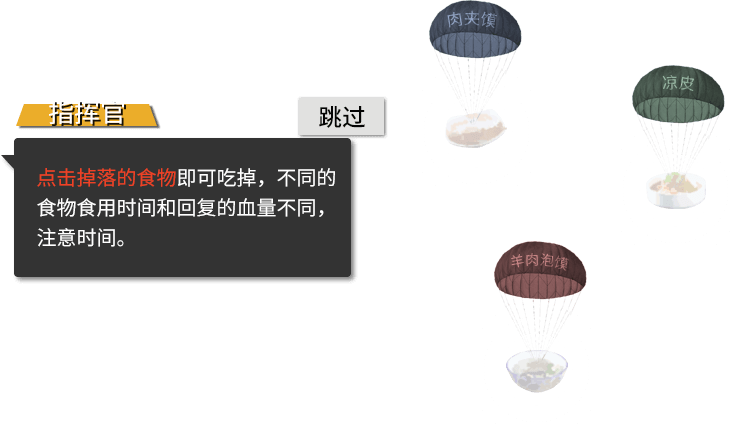 肉夹馍
凉皮
指挥官
跳过
点击掉落的食物即可吃掉，不同的
食物食用时间和回复的血量不同，
注意时间。
羊肉泡馍